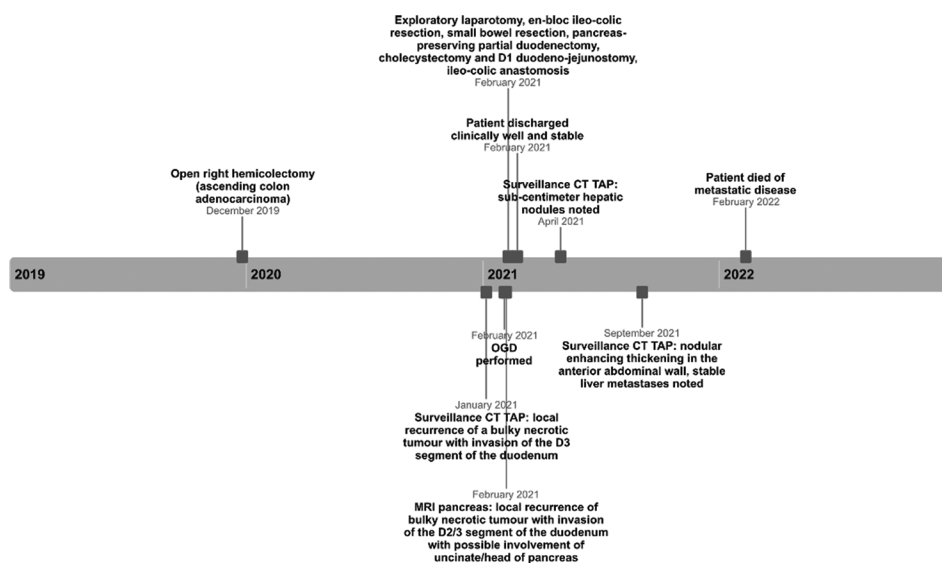 Exploratory laparotomy, en-bloc ileo-colic
resection, small bowel resection, pancreas-
preserving partial duodenectomy,
cholecystectomy and D1 duodeno-jejunostomy,
ileo-colic anastomosis
February 2021
Patient discharged
clinically well and stable
February 2021
Open right hemicolectomy
(ascending colon
adenocarcinoma)
December 2019
Surveillance CT TAP:
sub-centimeter hepatic
nodules noted
April 2021
Patient died of
metastatic disease
February 2022
2019
2020
2021
2022
February 2021
OGD
performed
September 2021
Surveillance CT TAP: nodular
enhancing thickening in the
anterior abdominal wall, stable
liver metastases noted
January 2021
Surveillance CT TAP: local
recurrence of a bulky necrotic
tumour with invasion of the D3
segment of the duodenum
February 2021
MRI pancreas: local recurrence of
bulky necrotic tumour with invasion
of the D2/3 segment of the duodenum
with possible involvement of
uncinate/head of pancreas